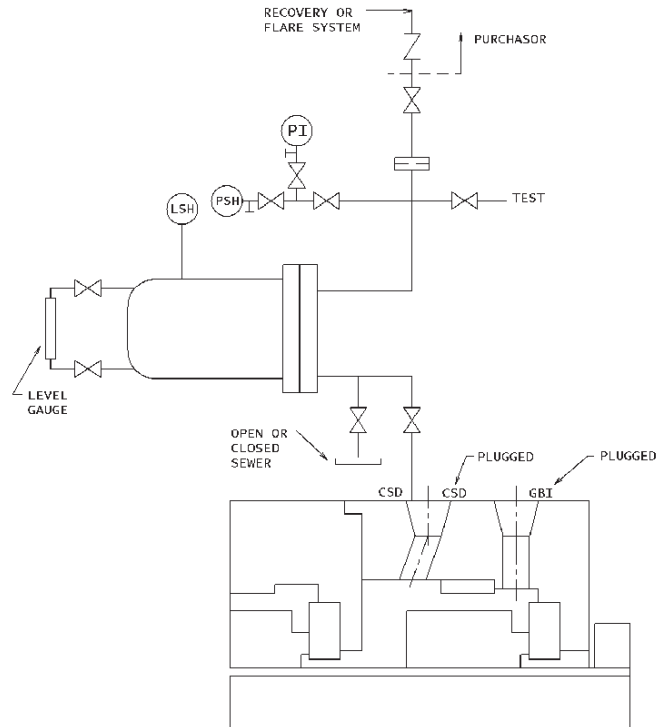 RECOVERY OR
FLARE SYSTEM
PURCHASOR
PI
PSH
LSH
TEST
LEVEL
GAUGE
OPEN OR
CLOSED
SEWER
PLUGGED
PLUGGED
CSD
CSD
GBI